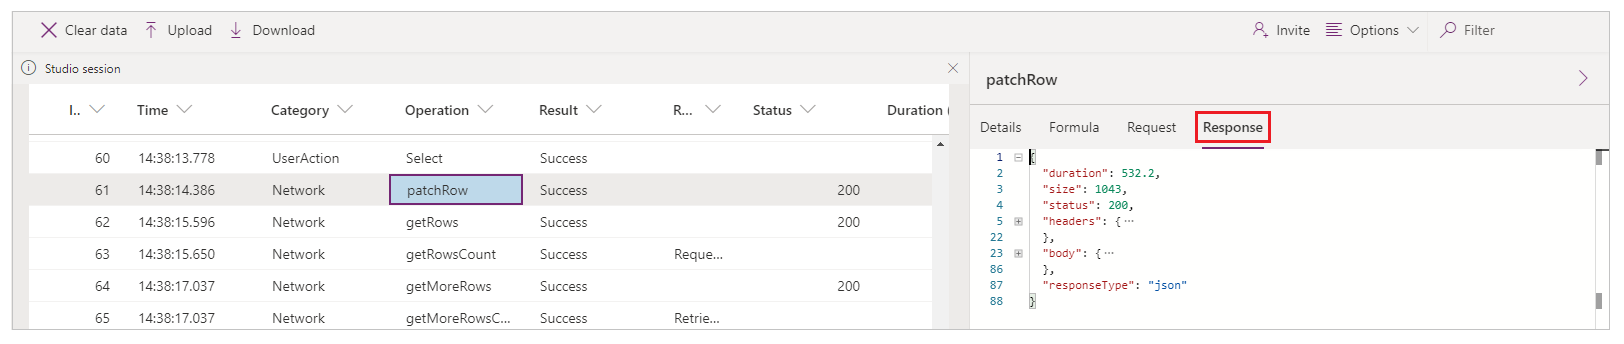 Clear data Upload Download Invite Options Filter
Studio session
I.. Time Category Operation Result R... Status Duration (
60 14:38:13.778 UserAction Select Success
61 14:38:14.386 Network patchRow Success 200
62 14:38:15.596 Network getRows Success 200
63 14:38:15.650 Network getRowsCount Success Reque...
64 14:38:17.037 Network getMoreRows Success 200
65 14:38:17.037 Network getMoreRowsC... Success Retrie...
patchRow
Details Formula Request Response
1 {
2 "duration": 532.2,
3 "size": 1043,
4 "status": 200,
5 "headers": {...
22 },
23 "body": {...
86 },
87 "responseType": "json"
88 }